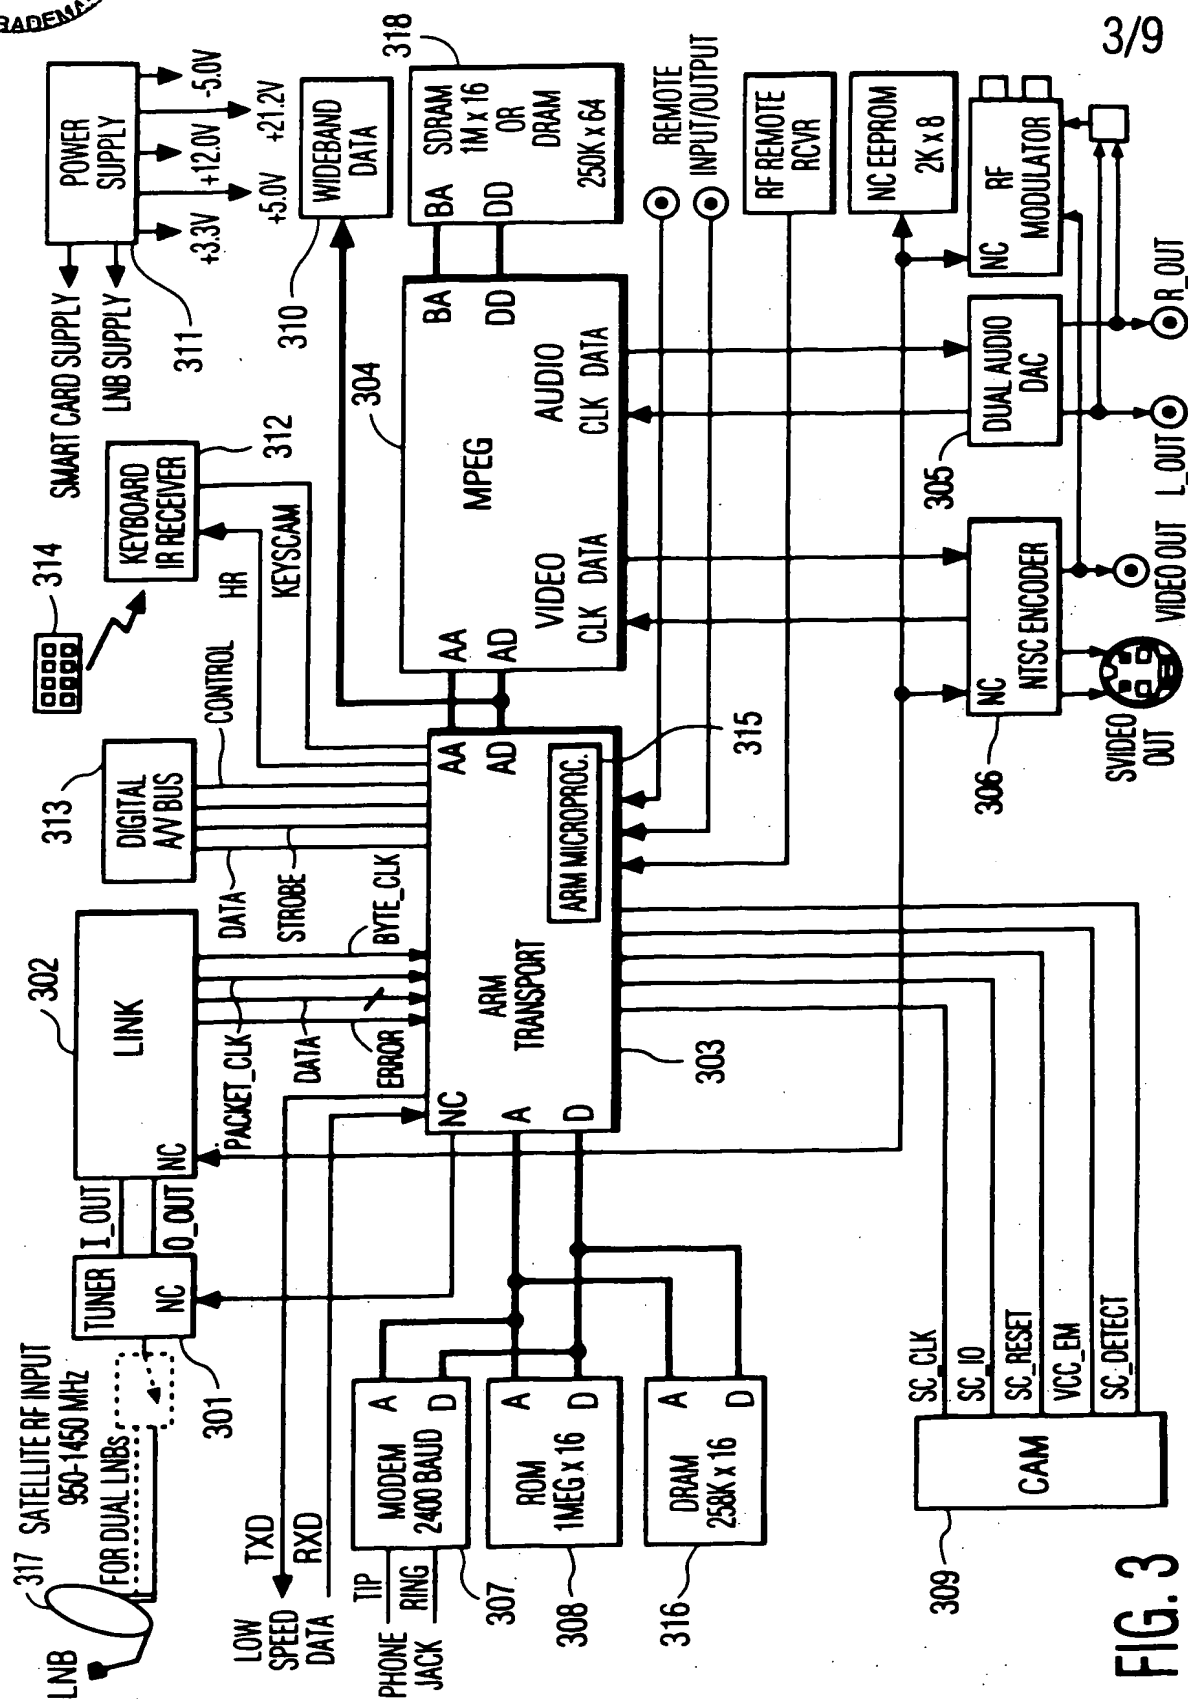 3/9
317 SATELLITE RF INPUT
950-1450 MHz
LNB
FOR DUAL LNBs
301
TUNER
NC
I_OUT
O_OUT
302
LINK
NC
PACKET_CLK
DATA
ERROR
BYTE_CLK
313
DIGITAL
A/V BUS
DATA
STROBE
CONTROL
314
KEYBOARD
IR RECEIVER
312
HR
KEYSCAM
SMART CARD SUPPLY
LNB SUPPLY
311
POWER
SUPPLY
+3.3V
+5.0V
+12.0V
+21.2V
-5.0V
310
WIDEBAND
DATA
318
SDRAM
1M x 16
OR
DRAM
250K x 64
BA
DD
304
MPEG
AA
AD
BA
DD
VIDEO
CLK DATA
AUDIO
CLK DATA
REMOTE
INPUT/OUTPUT
RF REMOTE
RCVR
NC EEPROM
2K x 8
NC
RF
MODULATOR
305
DUAL AUDIO
DAC
R_OUT
L_OUT
306
NC
NTSC ENCODER
VIDEO OUT
SVIDEO
OUT
ARM
TRANSPORT
303
NC
A
D
AA
AD
ARM MICROPROC.
315
LOW
SPEED
DATA
TXD
RXD
PHONE
JACK
TIP
RING
MODEM
2400 BAUD
A
D
307
ROM
1MEG x 16
A
D
308
DRAM
258K x 16
A
D
316
CAM
309
SC_CLK
SC_IO
SC_RESET
VCC_EM
SC_DETECT
FIG. 3